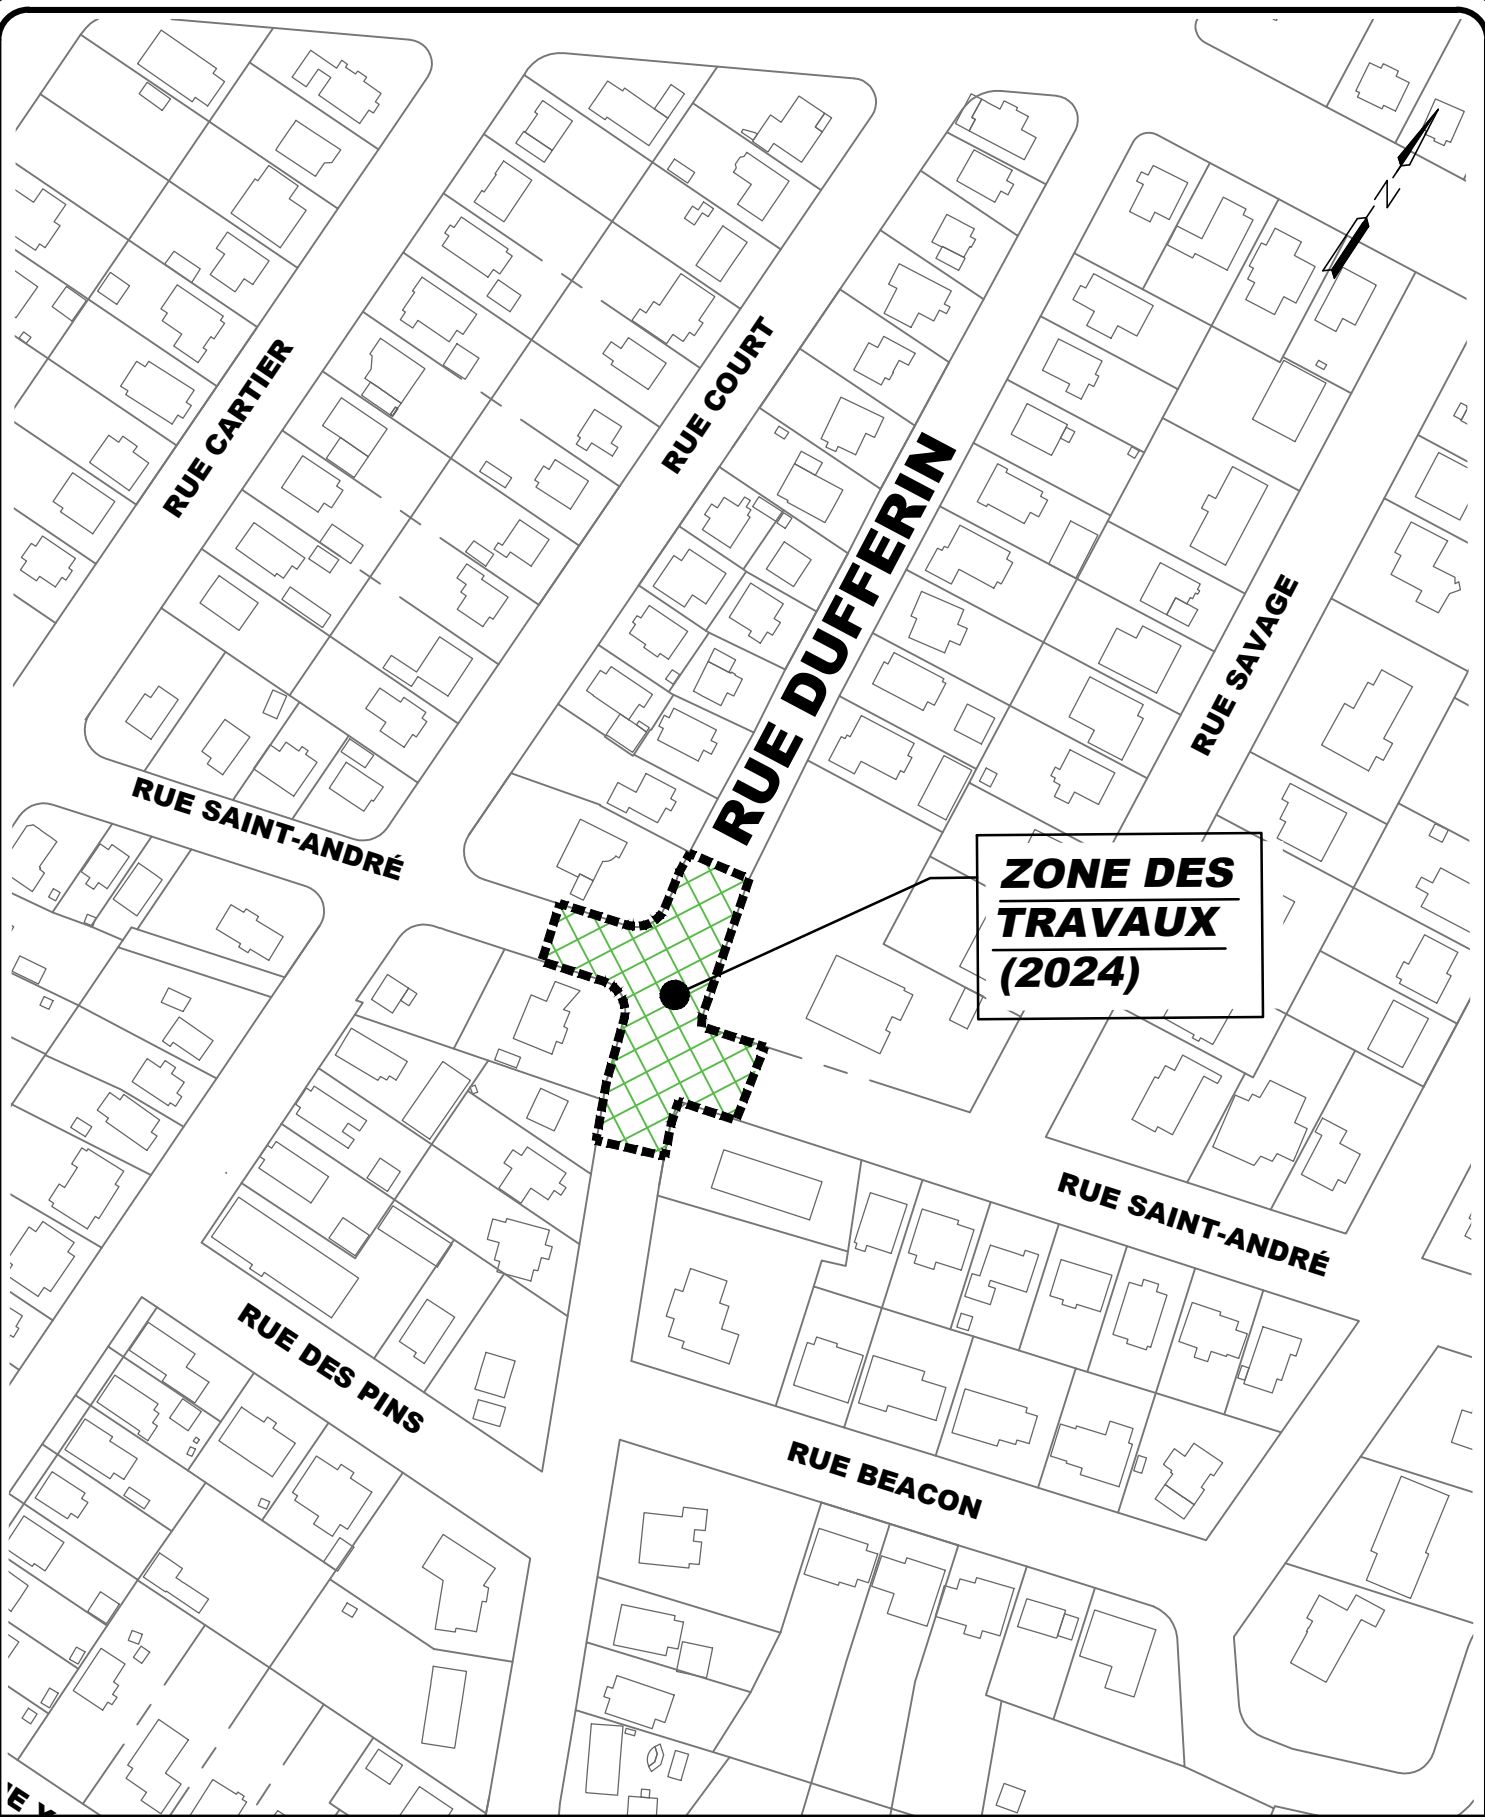 N
RUE CARTIER
RUE COURT
RUE DUFFERIN
RUE SAVAGE
RUE SAINT-ANDRÉ
ZONE DES
TRAVAUX
(2024)
RUE SAINT-ANDRÉ
RUE DES PINS
RUE BEACON